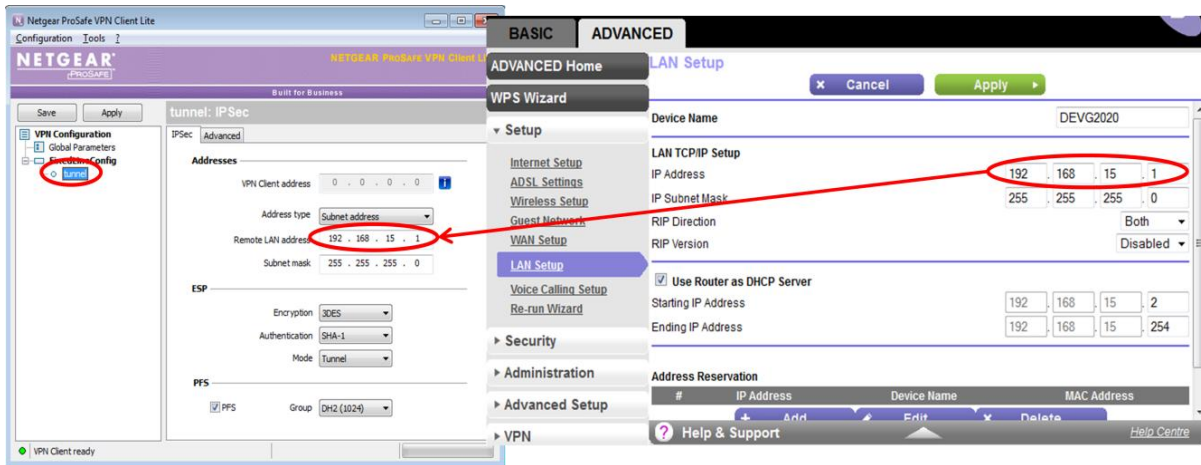 Netgear ProSafe VPN Client Lite
Configuration Tools ?
NETGEAR®
PROSAFE
NETGEAR PROSAFE VPN Client
Built for Business
Save Apply
tunnel: IPSec
VPN Configuration
Global Parameters
FixedLineConfig
tunnel
IPSec Advanced
Addresses
VPN Client address 0 . 0 . 0 . 0
Address type Subnet address
Remote LAN address 192 . 168 . 15 . 1
Subnet mask 255 . 255 . 255 . 0
ESP
Encryption 3DES
Authentication SHA-1
Mode Tunnel
PFS
PFS Group DH2 (1024)
VPN Client ready
BASIC ADVANCED
ADVANCED Home
WPS Wizard
Setup
Internet Setup
ADSL Settings
Wireless Setup
Guest Network
WAN Setup
LAN Setup
Voice Calling Setup
Re-run Wizard
Security
Administration
Advanced Setup
VPN
LAN Setup
Cancel Apply
Device Name DEVG2020
LAN TCP/IP Setup
IP Address 192 . 168 . 15 . 1
IP Subnet Mask 255 . 255 . 255 . 0
RIP Direction Both
RIP Version Disabled
Use Router as DHCP Server
Starting IP Address 192 . 168 . 15 . 2
Ending IP Address 192 . 168 . 15 . 254
Address Reservation
# IP Address Device Name MAC Address
+ Add Edit x Delete
? Help & Support Help Centre